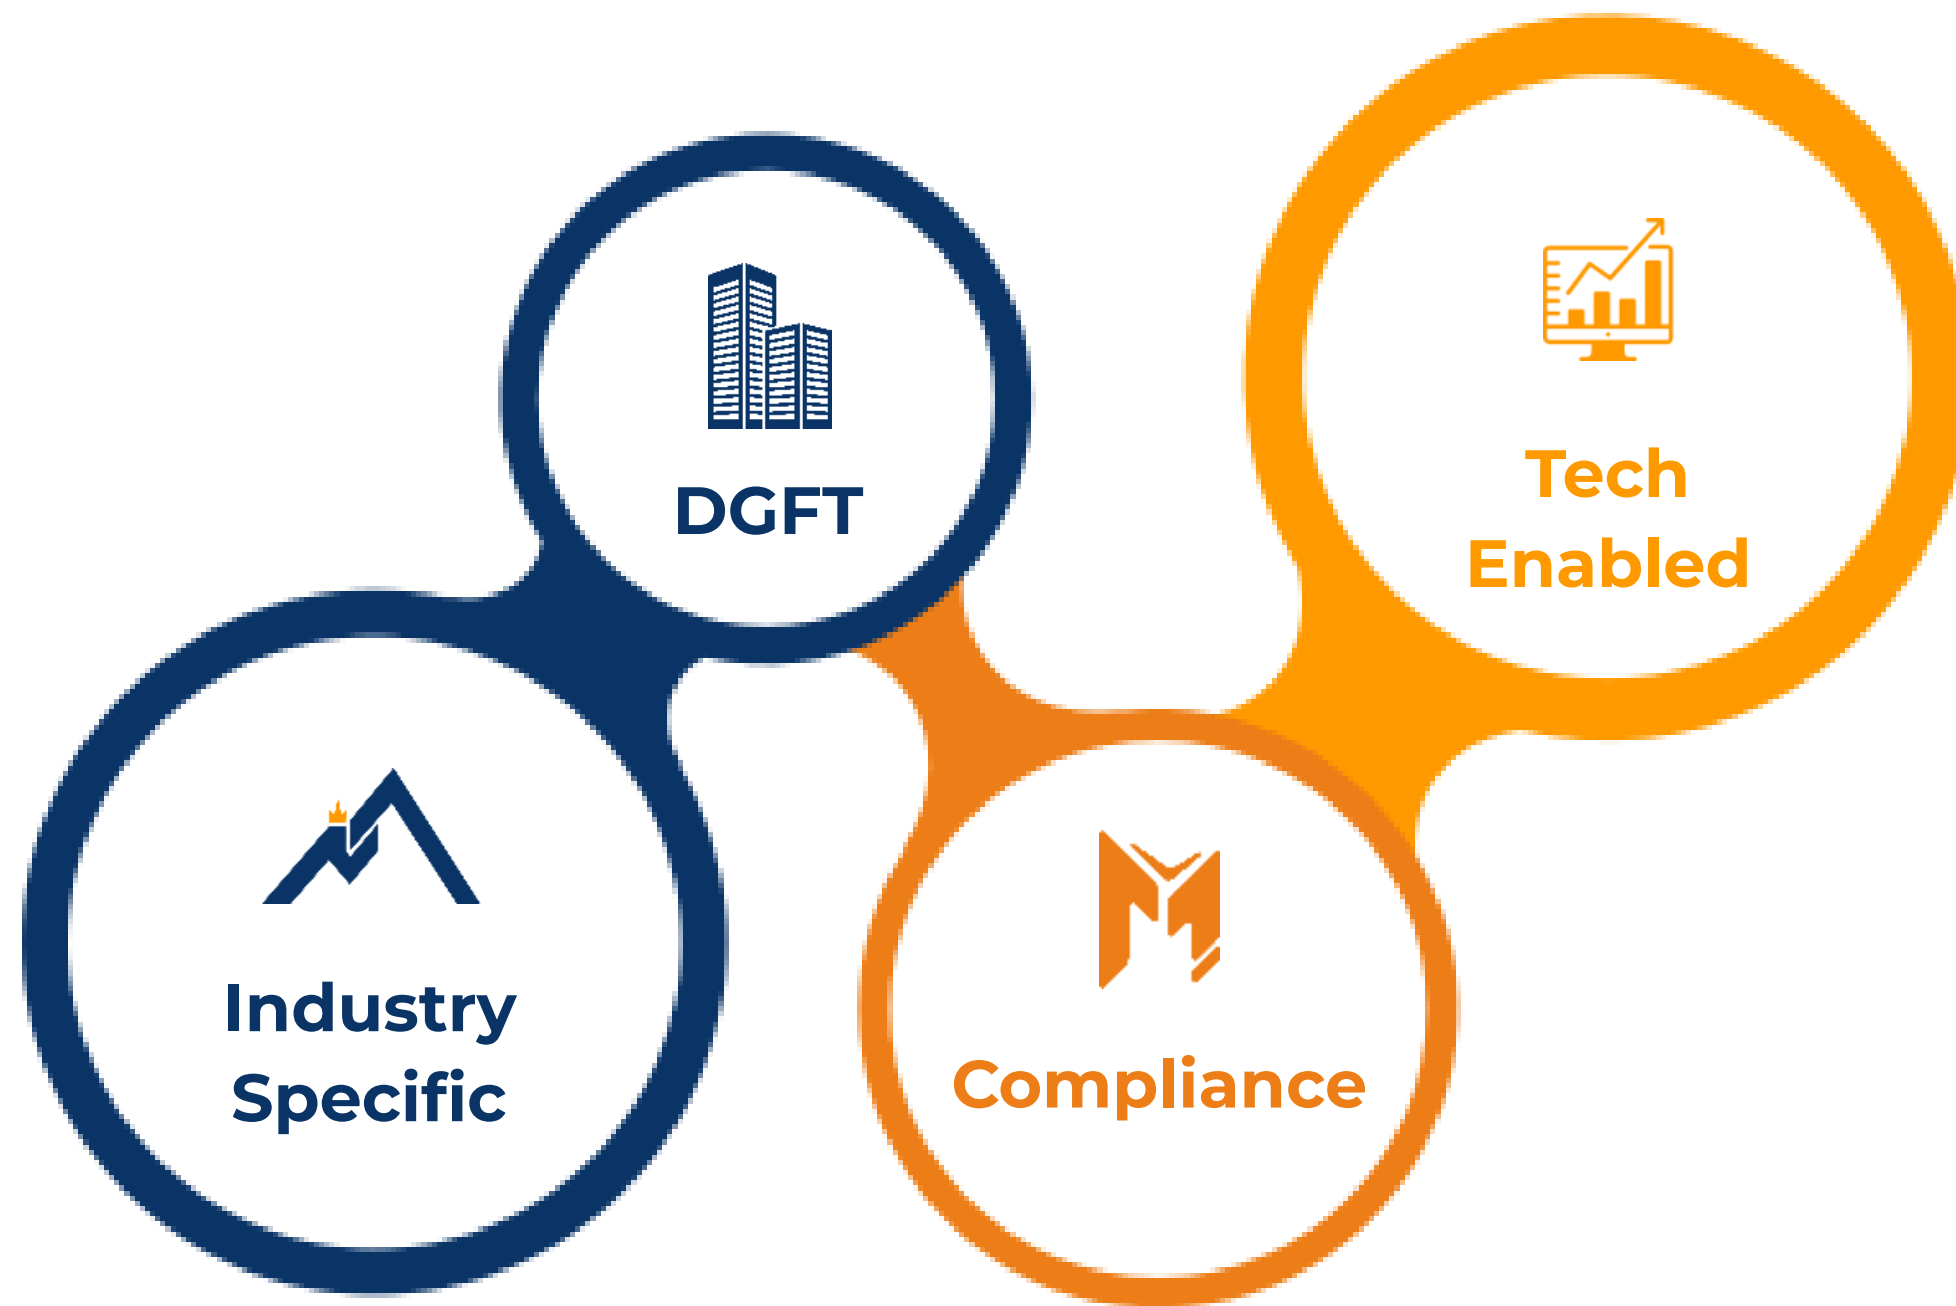 DGFT
Tech
Enabled
Industry
Specific
Compliance